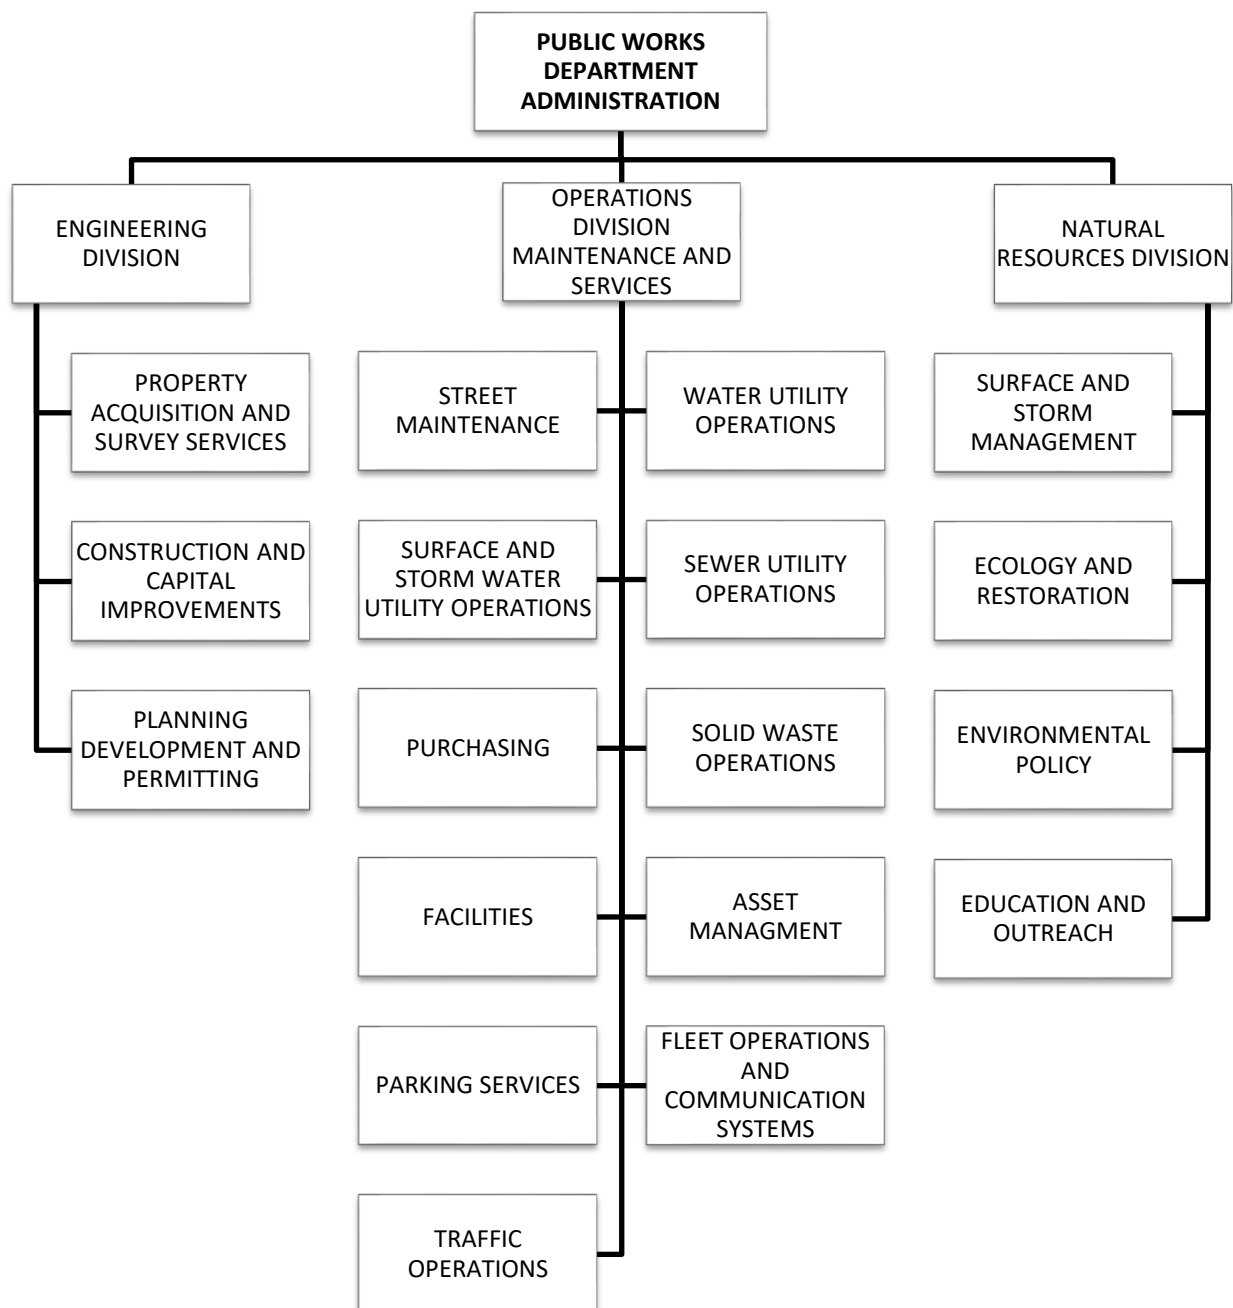 PUBLIC WORKS
DEPARTMENT
ADMINISTRATION
ENGINEERING
DIVISION
OPERATIONS
DIVISION
MAINTENANCE AND
SERVICES
NATURAL
RESOURCES DIVISION
PROPERTY
ACQUISITION AND
SURVEY SERVICES
CONSTRUCTION AND
CAPITAL
IMPROVEMENTS
PLANNING
DEVELOPMENT AND
PERMITTING
STREET
MAINTENANCE
WATER UTILITY
OPERATIONS
SURFACE AND
STORM WATER
UTILITY OPERATIONS
SEWER UTILITY
OPERATIONS
PURCHASING
SOLID WASTE
OPERATIONS
FACILITIES
ASSET
MANAGMENT
PARKING SERVICES
FLEET OPERATIONS
AND
COMMUNICATION
SYSTEMS
TRAFFIC
OPERATIONS
SURFACE AND
STORM
MANAGEMENT
ECOLOGY AND
RESTORATION
ENVIRONMENTAL
POLICY
EDUCATION AND
OUTREACH